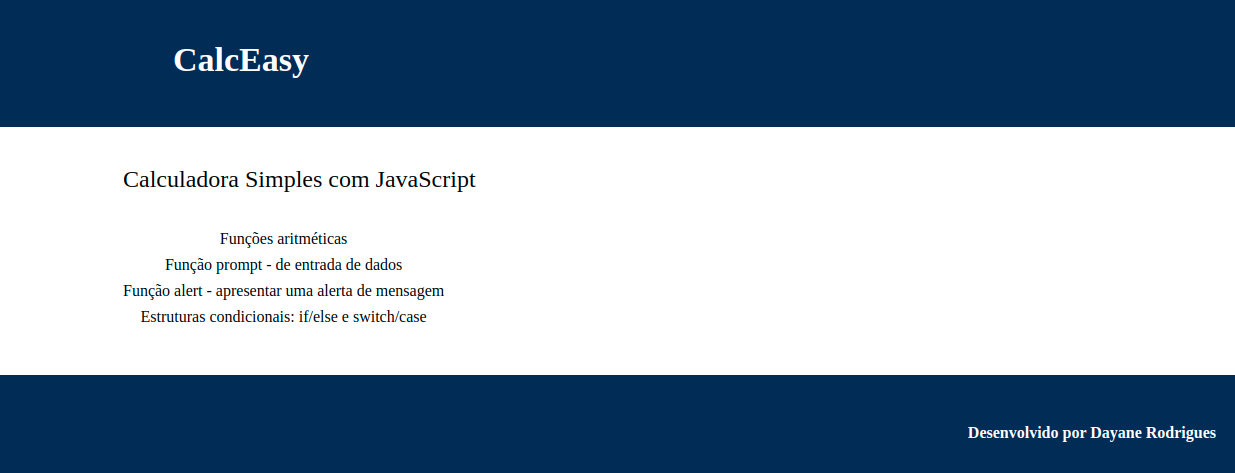 CalcEasy
Calculadora Simples com JavaScript
Funções aritméticas
Função prompt - de entrada de dados
Função alert - apresentar uma alerta de mensagem
Estruturas condicionais: if/else e switch/case
Desenvolvido por Dayane Rodrigues